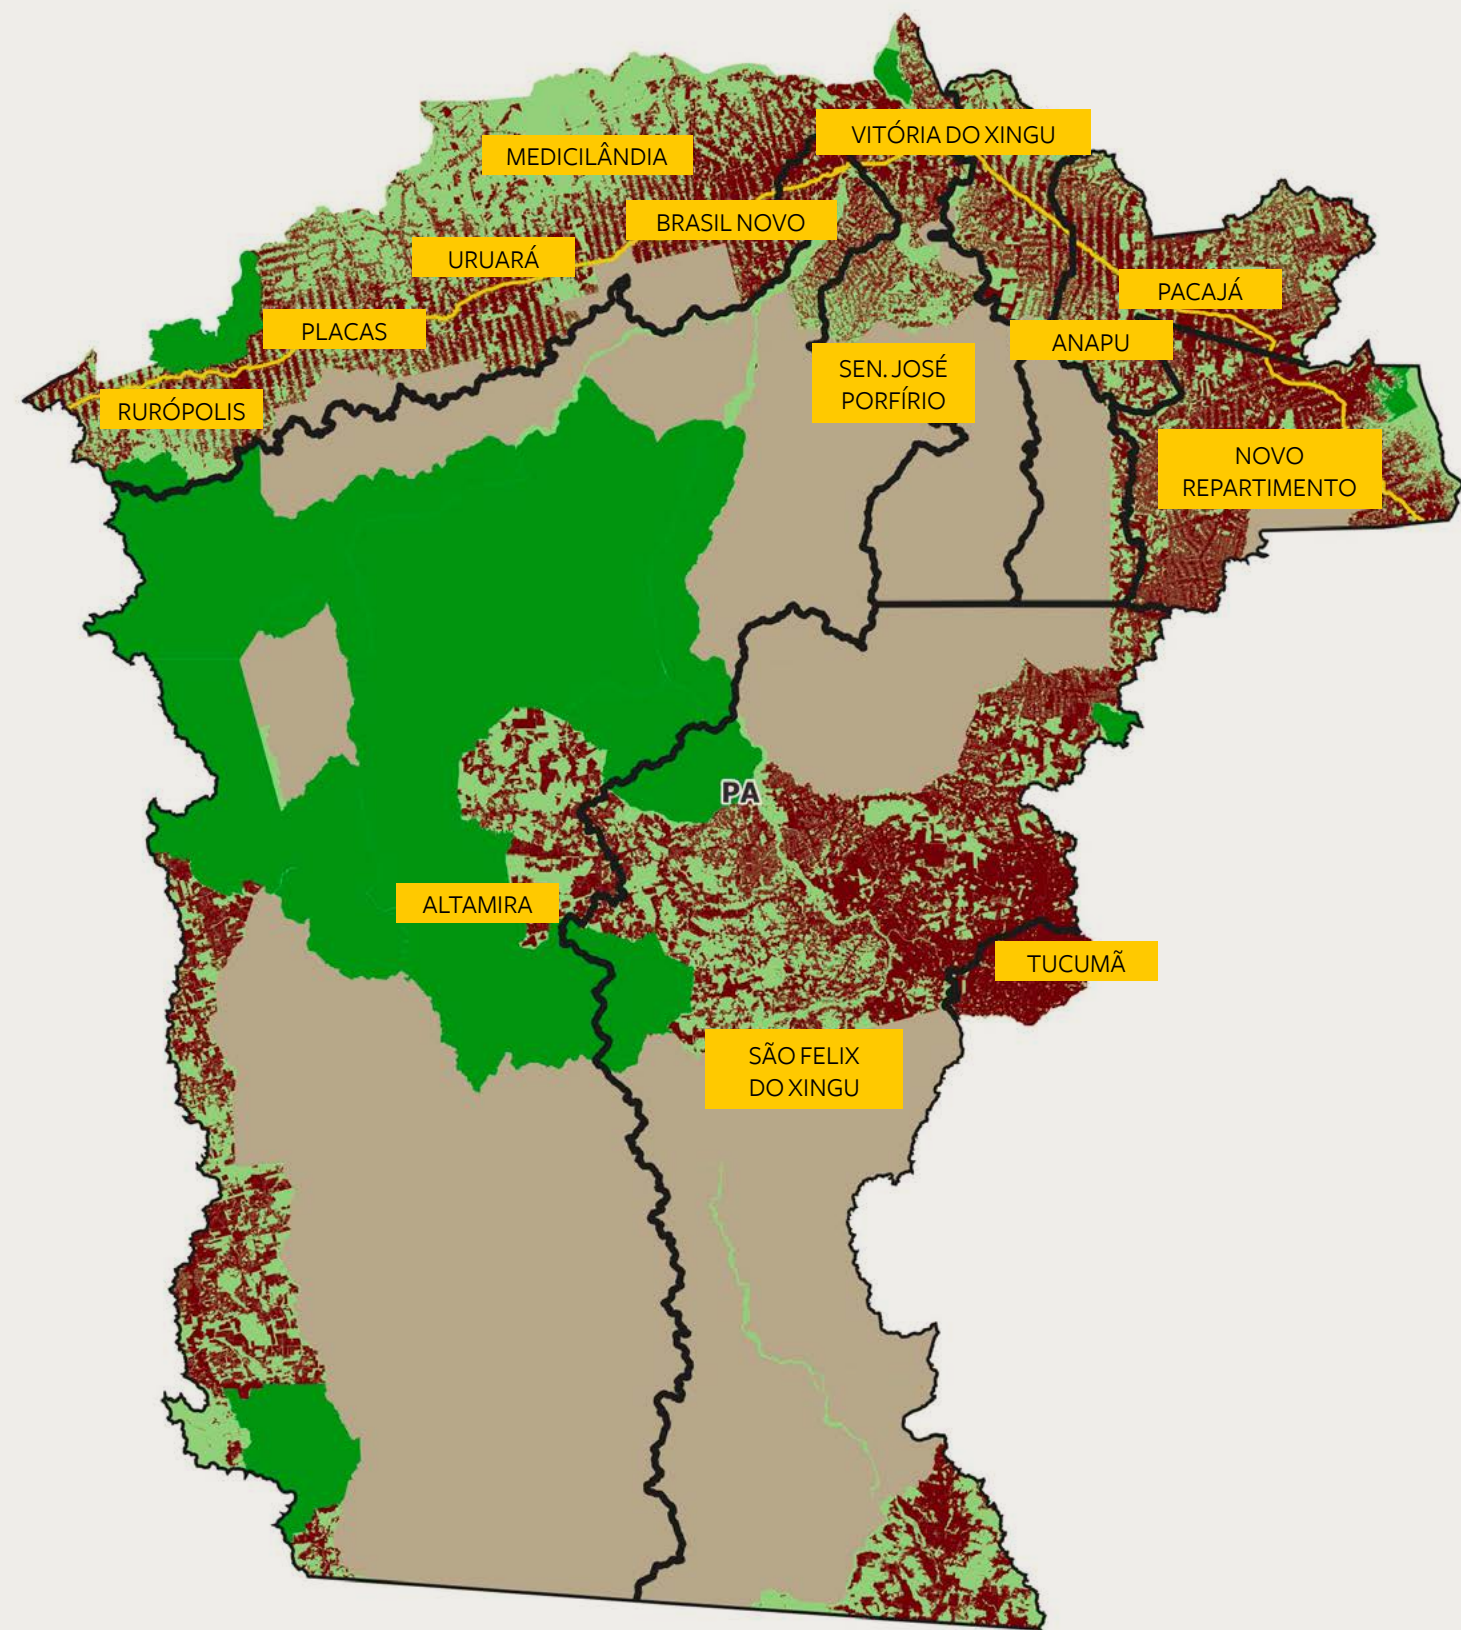 VITÓRIA DO XINGU
MEDICILÂNDIA
BRASIL NOVO
URUARÁ
PACAJÁ
PLACAS
ANAPU
SEN. JOSÉ
PORFÍRIO
RURÓPOLIS
NOVO
REPARTIMENTO
PA
ALTAMIRA
TUCUMÃ
SÃO FELIX
DO XINGU